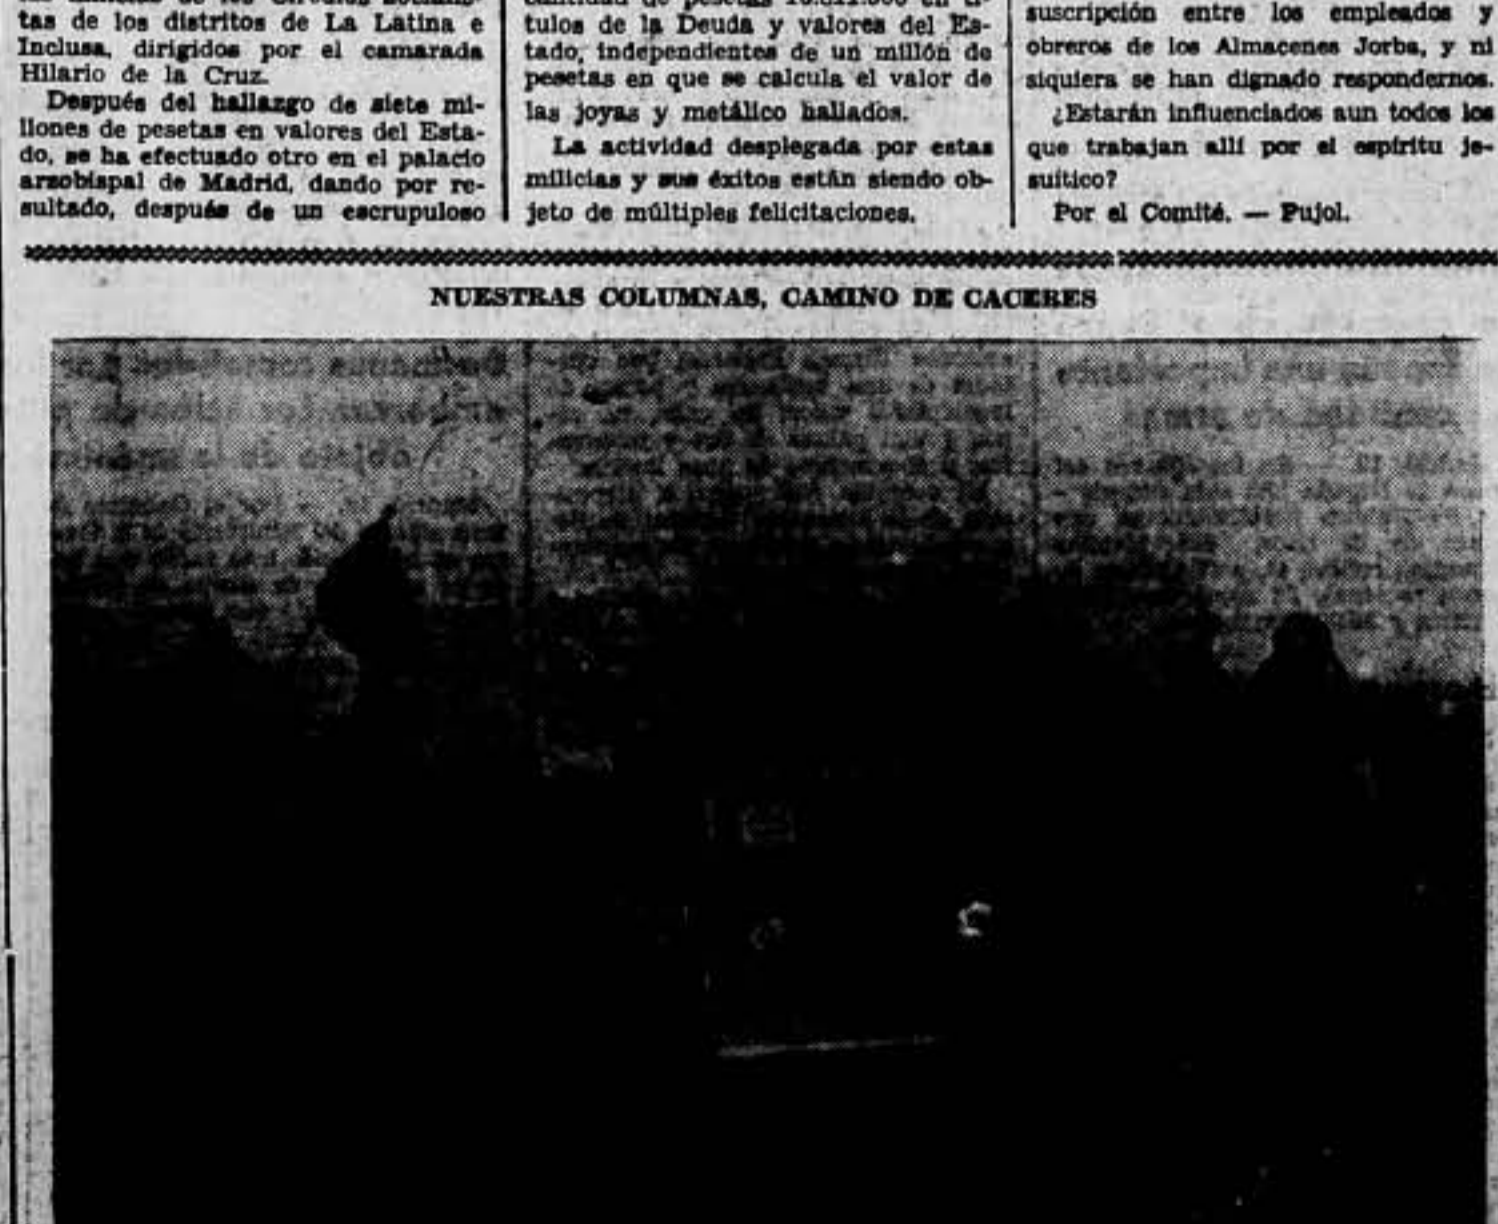 tas de los distritos de La Latina e
Inclusa, dirigidos por el camarada
Hilario de la Cruz.
Después del hallazgo de siete mi-
llones de pesetas en valores del Esta-
do, se ha efectuado otro en el palacio
arzobispal de Madrid, dando por re-
sultado, después de un escrupuloso
tulos de la Deuda y valores del Es-
tado, independientes de un millón de
pesetas en que se calcula el valor de
las joyas y metálico hallados.
La actividad desplegada por estas
milicias y sus éxitos están siendo ob-
jeto de múltiples felicitaciones.
suscripción entre los empleados y
obreros de los Almacenes Jorba, y ni
siquiera se han dignado respondernos.
¿Estarán influenciados aun todos los
que trabajan allí por el espíritu je-
suítico?
Por el Comité. — Pujol.
NUESTRAS COLUMNAS, CAMINO DE CACERES